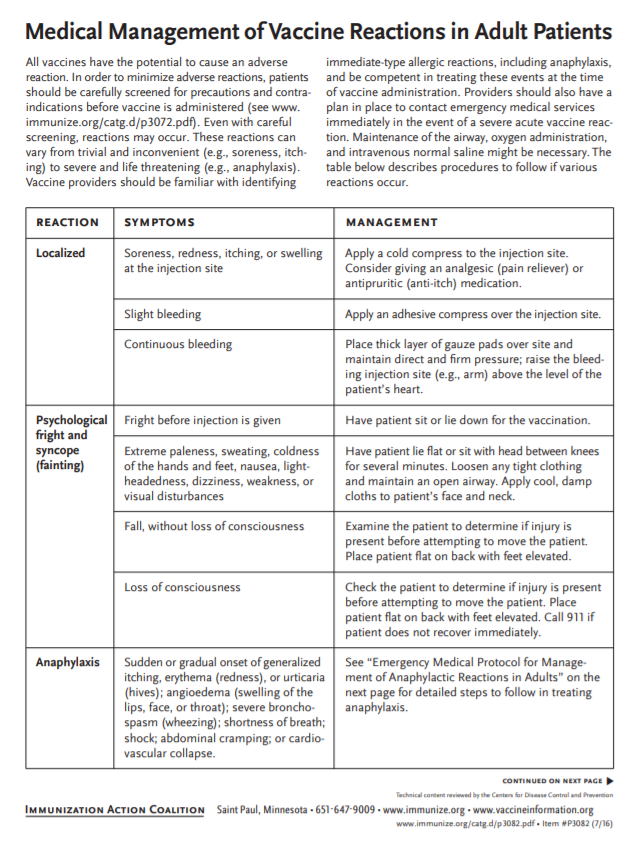 Medical Management of Vaccine Reactions in Adult Patients
All vaccines have the potential to cause an adverse
reaction. In order to minimize adverse reactions, patients
should be carefully screened for precautions and contra-
indications before vaccine is administered (see www.
immunize.org/catg.d/p3072.pdf). Even with careful
screening, reactions may occur. These reactions can
vary from trivial and inconvenient (e.g., soreness, itch-
ing) to severe and life threatening (e.g., anaphylaxis).
Vaccine providers should be familiar with identifying
immediate-type allergic reactions, including anaphylaxis,
and be competent in treating these events at the time
of vaccine administration. Providers should also have a
plan in place to contact emergency medical services
immediately in the event of a severe acute vaccine reac-
tion. Maintenance of the airway, oxygen administration,
and intravenous normal saline might be necessary. The
table below describes procedures to follow if various
reactions occur.
REACTION SYMPTOMS MANAGEMENT
Localized
Soreness, redness, itching, or swelling
at the injection site
Apply a cold compress to the injection site.
Consider giving an analgesic (pain reliever) or
antipruritic (anti-itch) medication.
Slight bleeding
Apply an adhesive compress over the injection site.
Continuous bleeding
Place thick layer of gauze pads over site and
maintain direct and firm pressure; raise the bleed-
ing injection site (e.g., arm) above the level of the
patient's heart.
Psychological
fright and
syncope
(fainting)
Fright before injection is given
Have patient sit or lie down for the vaccination.
Extreme paleness, sweating, coldness
of the hands and feet, nausea, light-
headedness, dizziness, weakness, or
visual disturbances
Have patient lie flat or sit with head between knees
for several minutes. Loosen any tight clothing
and maintain an open airway. Apply cool, damp
cloths to patient's face and neck.
Fall, without loss of consciousness
Examine the patient to determine if injury is
present before attempting to move the patient.
Place patient flat on back with feet elevated.
Loss of consciousness
Check the patient to determine if injury is present
before attempting to move the patient. Place
patient flat on back with feet elevated. Call 911 if
patient does not recover immediately.
Anaphylaxis
Sudden or gradual onset of generalized
itching, erythema (redness), or urticaria
(hives); angioedema (swelling of the
lips, face, or throat); severe broncho-
spasm (wheezing); shortness of breath;
shock; abdominal cramping; or cardio-
vascular collapse.
See “Emergency Medical Protocol for Manage-
ment of Anaphylactic Reactions in Adults” on the
next page for detailed steps to follow in treating
anaphylaxis.
CONTINUED ON NEXT PAGE ▶
Technical content reviewed by the Centers for Disease Control and Prevention
IMMUNIZATION ACTION COALITION Saint Paul, Minnesota • 651-647-9009 • www.immunize.org • www.vaccineinformation.org
www.immunize.org/catg.d/p3082.pdf • Item #P3082 (7/16)